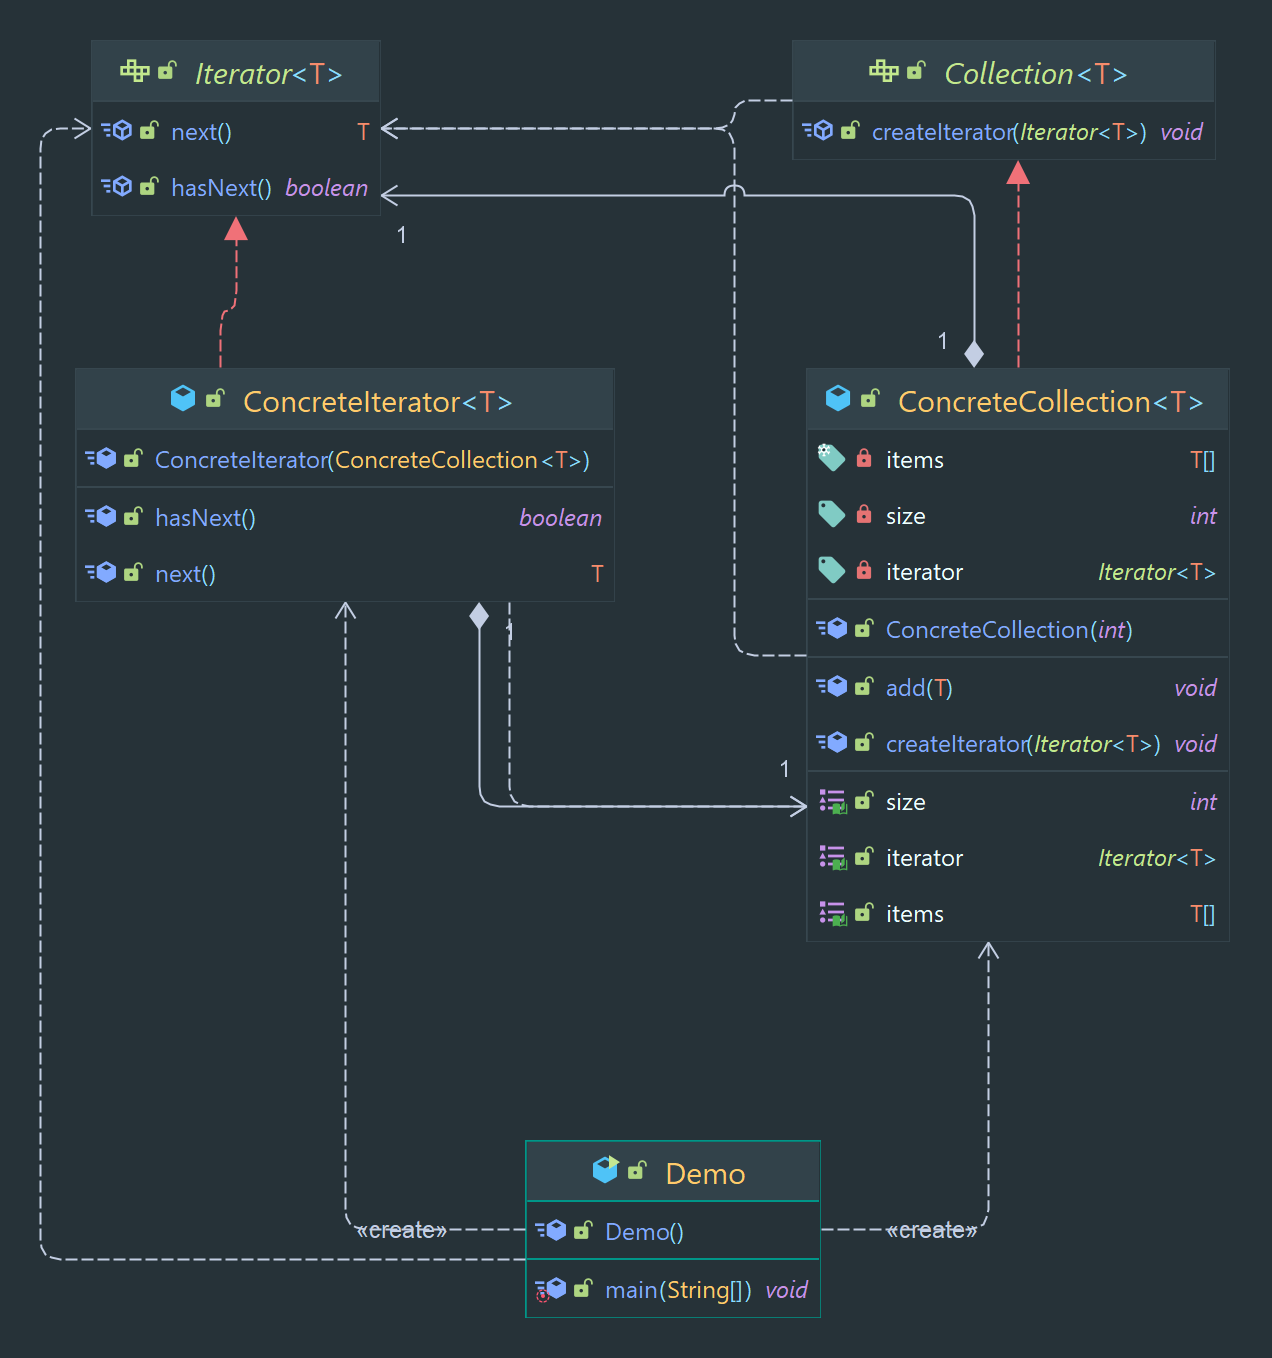 Iterator<T>
next() T
hasNext() boolean
Collection<T>
createIterator(Iterator<T>) void
1
1
ConcreteIterator<T>
ConcreteIterator(ConcreteCollection<T>)
hasNext() boolean
next() T
1
1
ConcreteCollection<T>
items T[]
size int
iterator Iterator<T>
ConcreteCollection(int)
add(T) void
createIterator(Iterator<T>) void
size int
iterator Iterator<T>
items T[]
Demo
«create»
Demo()
«create»
main(String[]) void